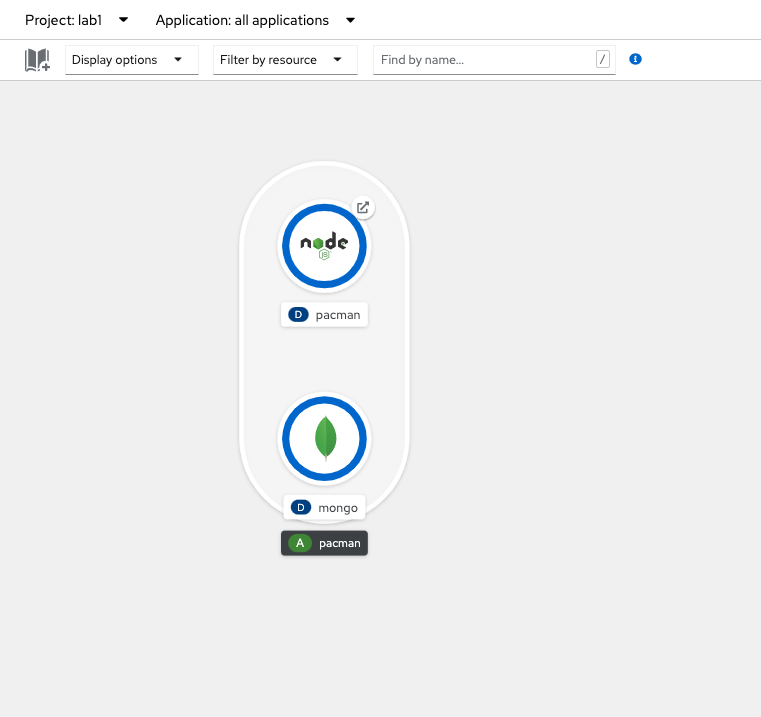 Project: lab1 Application: all applications
Display options Filter by resource Find by name... / i
node
JS
D pacman
D mongo
A pacman